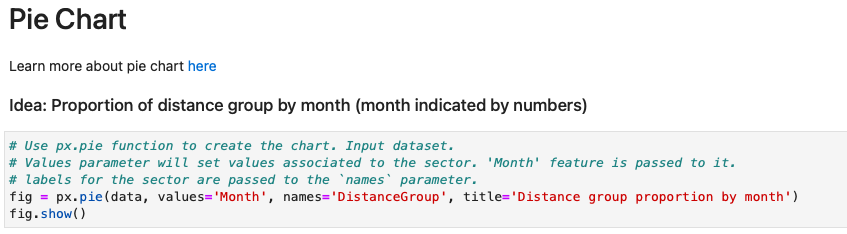 Pie Chart
Learn more about pie chart here
Idea: Proportion of distance group by month (month indicated by numbers)
# Use px.pie function to create the chart. Input dataset.
# Values parameter will set values associated to the sector. 'Month' feature is passed to it.
# labels for the sector are passed to the `names` parameter.
fig = px.pie(data, values='Month', names='DistanceGroup', title='Distance group proportion by month')
fig.show()